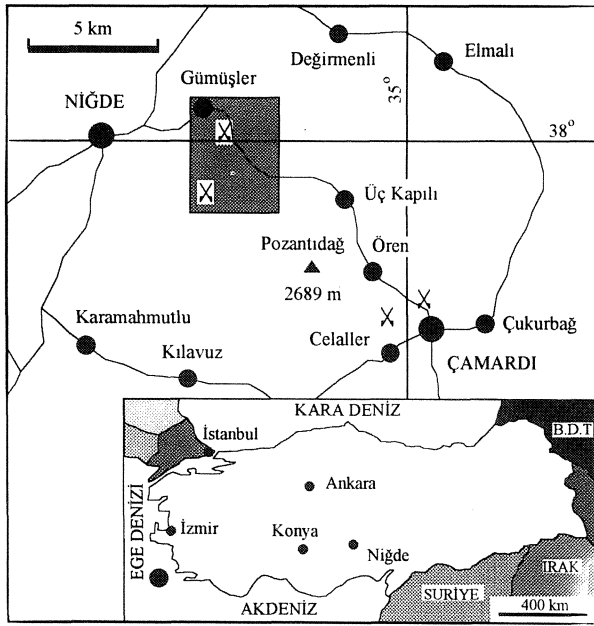 5 km
Değirmenli
Elmalı
Gümüşler
NİĞDE
35°
38°
Üç Kapılı
Pozantıdağ
2689 m
Ören
Karamahmutlu
Kılavuz
Celaller
Çukurbağ
ÇAMARDI
KARA DENİZ
B.D.T
İstanbul
Ankara
EGE DENİZİ
İzmir
Konya
Niğde
IRAK
SURİYE
AKDENİZ
400 km